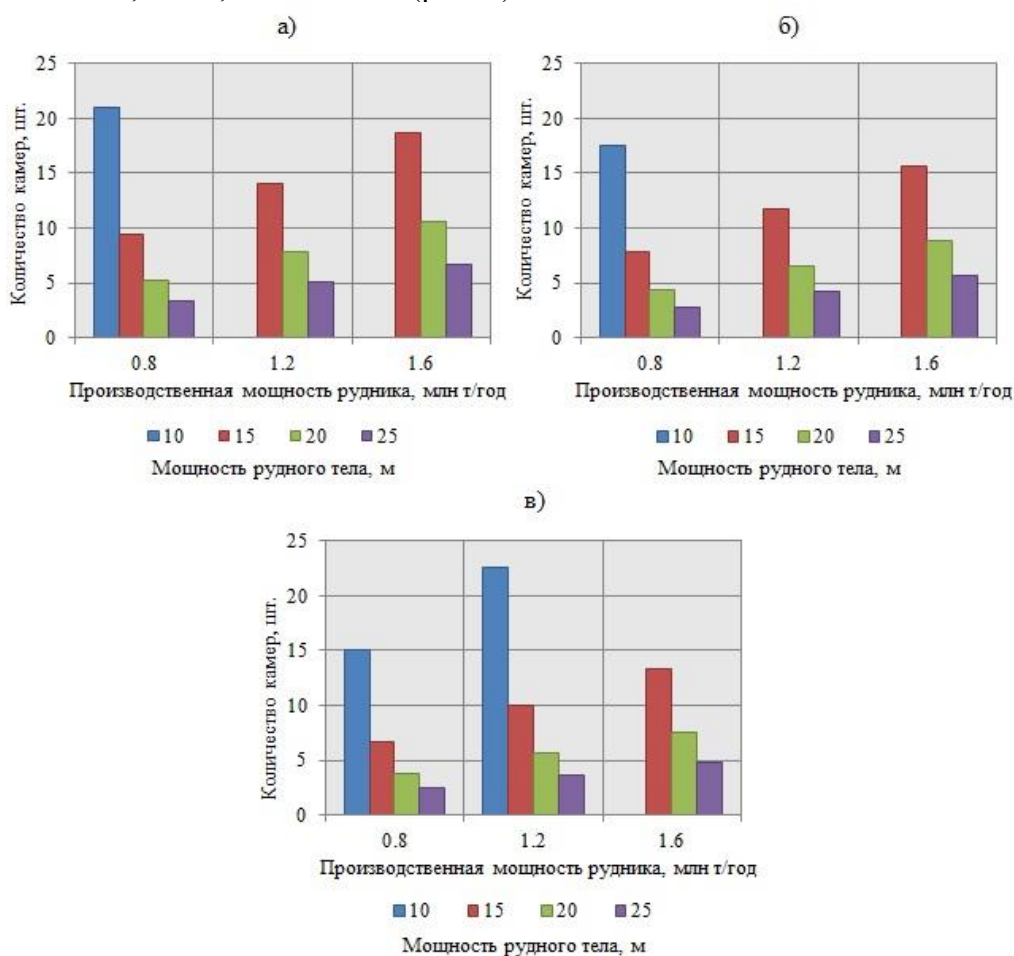 а)
Количество камер, шт.
25
20
15
10
5
0
0.8 1.2 1.6
Производственная мощность рудника, млн т/год
10 15 20 25
Мощность рудного тела, м
б)
Количество камер, шт.
25
20
15
10
5
0
0.8 1.2 1.6
Производственная мощность рудника, млн т/год
10 15 20 25
Мощность рудного тела, м
в)
Количество камер, шт.
25
20
15
10
5
0
0.8 1.2 1.6
Производственная мощность рудника, млн т/год
10 15 20 25
Мощность рудного тела, м